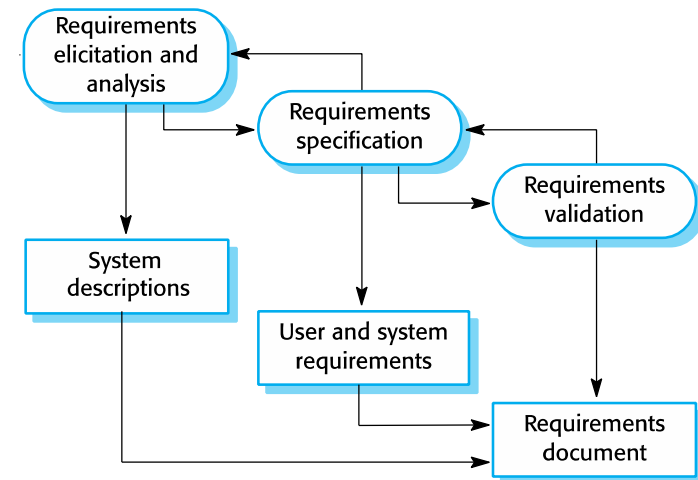 Requirements
elicitation and
analysis
Requirements
specification
Requirements
validation
System
descriptions
User and system
requirements
Requirements
document